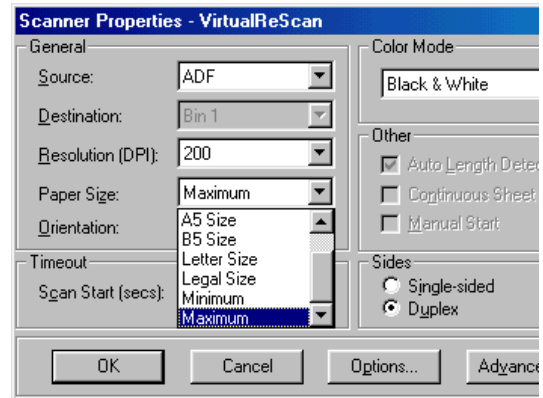 Scanner Properties - VirtualReScan
General
Source: ADF
Destination: Bin 1
Resolution (DPI): 200
Paper Size: Maximum
Orientation:
A5 Size
B5 Size
Letter Size
Legal Size
Minimum
Maximum
Timeout
Scan Start (secs):
Color Mode
Black & White
Other
Auto Length
Continuous Sheet
Manual Start
Sides
Single-sided
Duplex
OK Cancel Options...